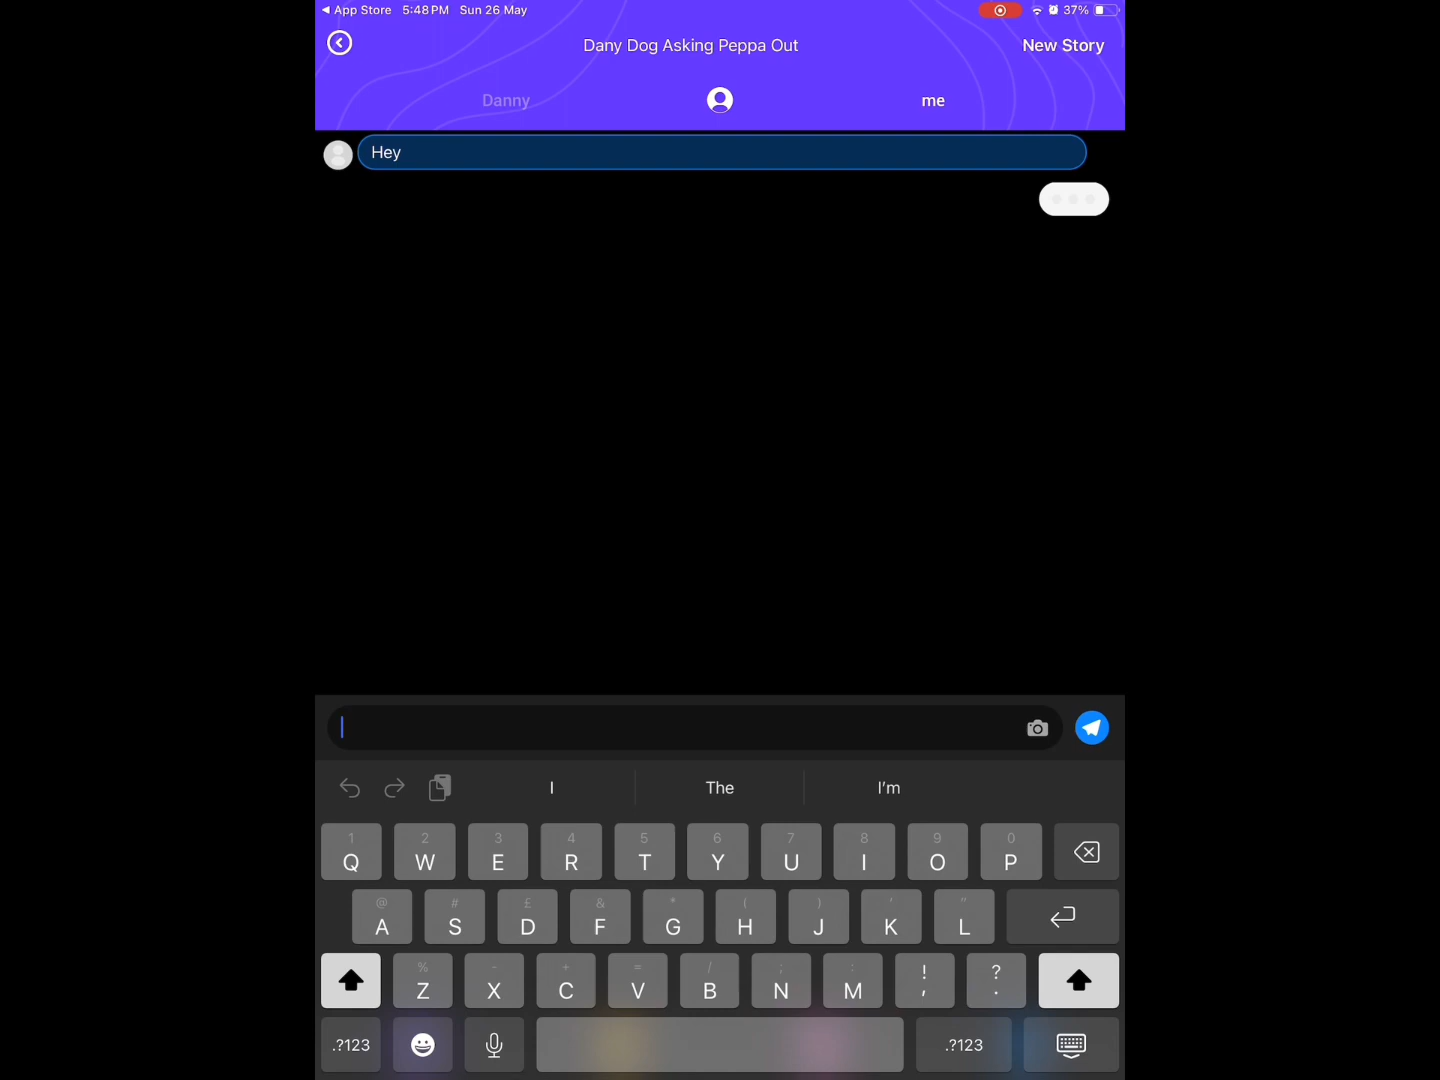 App Store 5:48 PM Sun 26 May 37%
Dany Dog Asking Peppa Out New Story
Danny me
Hey
I The I'm
1 2 3 4 5 6 7 8 9 0
Q W E R T Y U I O P
@ # £ & * ( ) ' "
A S D F G H J K L
% - + = / ; : ! ?
Z X C V B N M , .
.?123 .?123